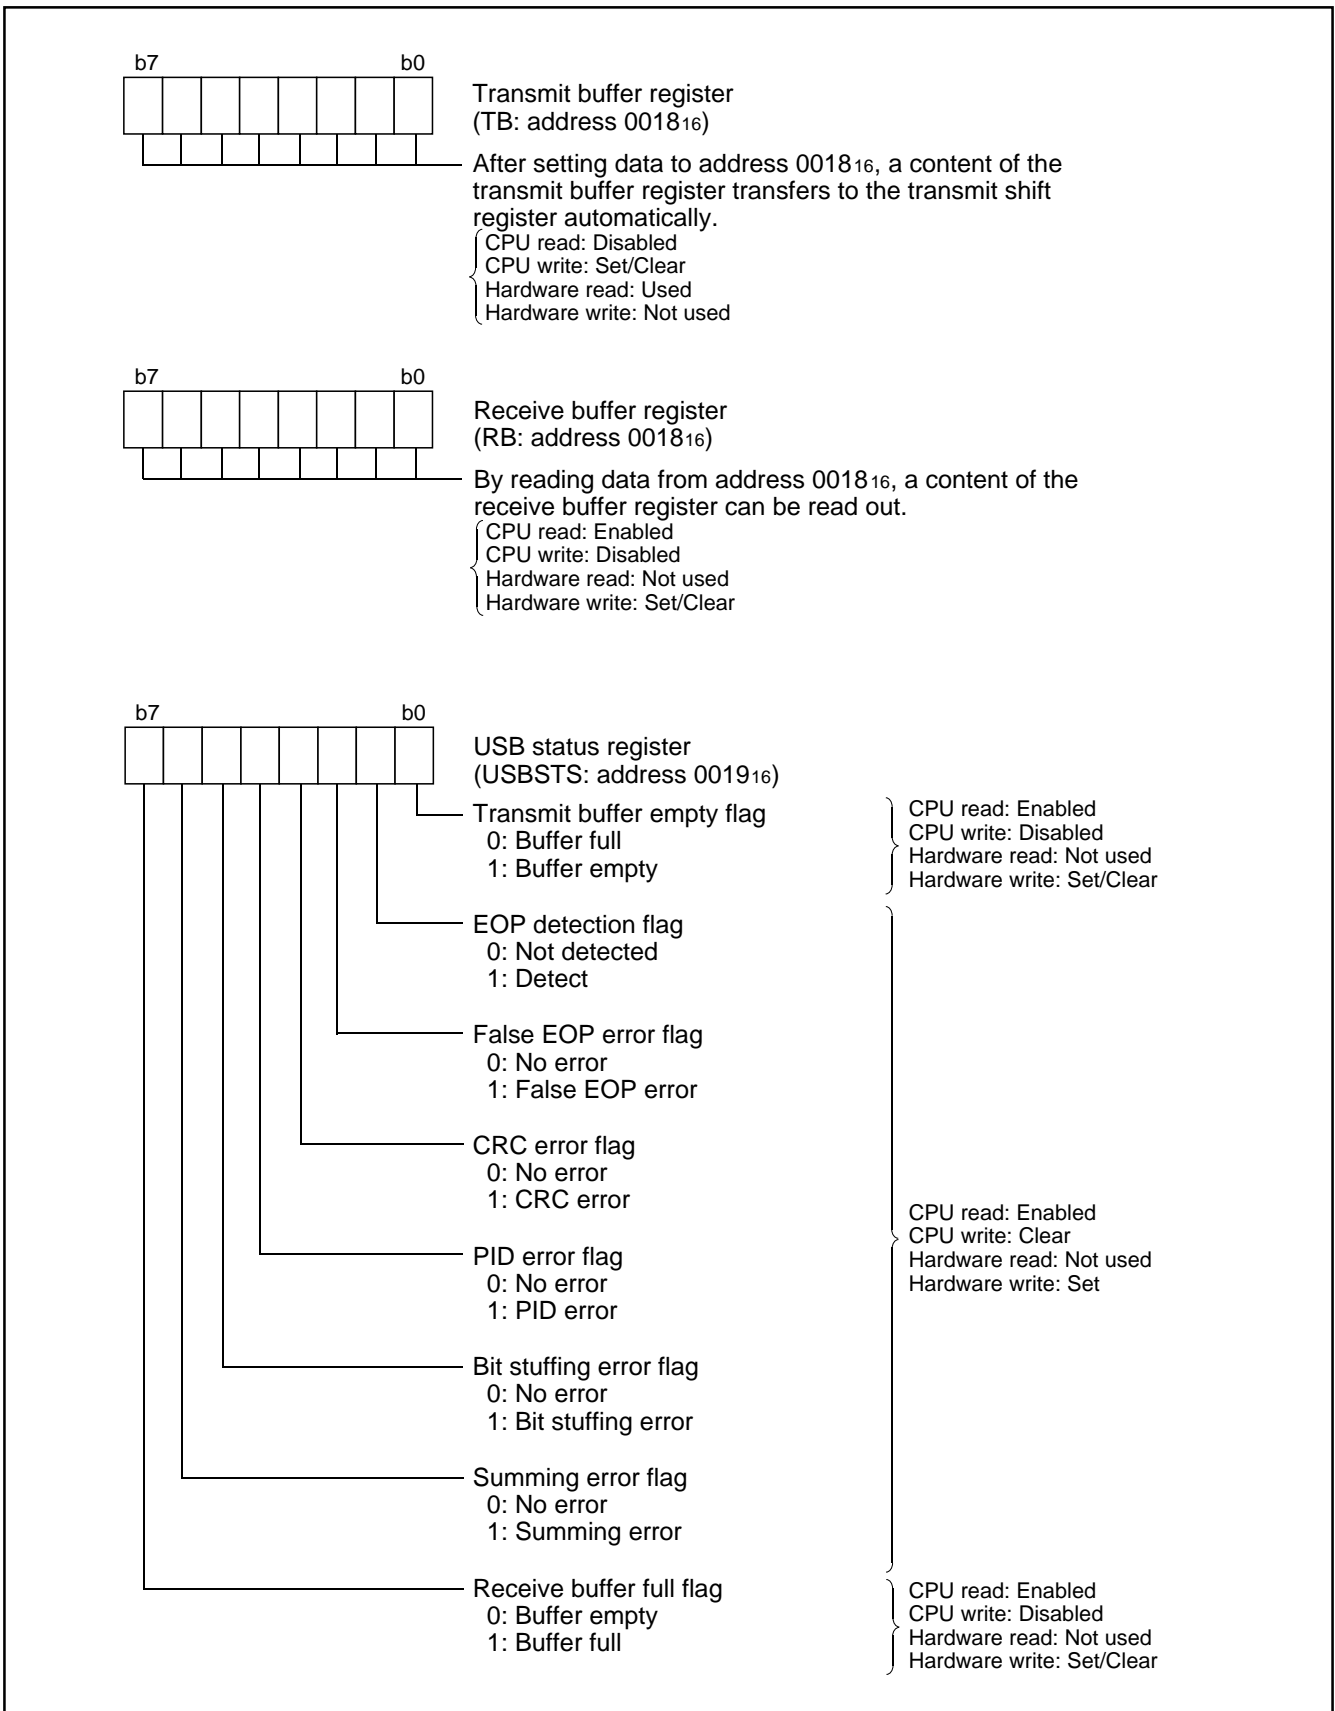 b7 b0
Transmit buffer register
(TB: address 001816)
After setting data to address 001816, a content of the
transmit buffer register transfers to the transmit shift
register automatically.
CPU read: Disabled
CPU write: Set/Clear
Hardware read: Used
Hardware write: Not used
b7 b0
Receive buffer register
(RB: address 001816)
By reading data from address 001816, a content of the
receive buffer register can be read out.
CPU read: Enabled
CPU write: Disabled
Hardware read: Not used
Hardware write: Set/Clear
b7 b0
USB status register
(USBSTS: address 001916)
Transmit buffer empty flag
0: Buffer full
1: Buffer empty
CPU read: Enabled
CPU write: Disabled
Hardware read: Not used
Hardware write: Set/Clear
EOP detection flag
0: Not detected
1: Detect
False EOP error flag
0: No error
1: False EOP error
CRC error flag
0: No error
1: CRC error
PID error flag
0: No error
1: PID error
CPU read: Enabled
CPU write: Clear
Hardware read: Not used
Hardware write: Set
Bit stuffing error flag
0: No error
1: Bit stuffing error
Summing error flag
0: No error
1: Summing error
Receive buffer full flag
0: Buffer empty
1: Buffer full
CPU read: Enabled
CPU write: Disabled
Hardware read: Not used
Hardware write: Set/Clear